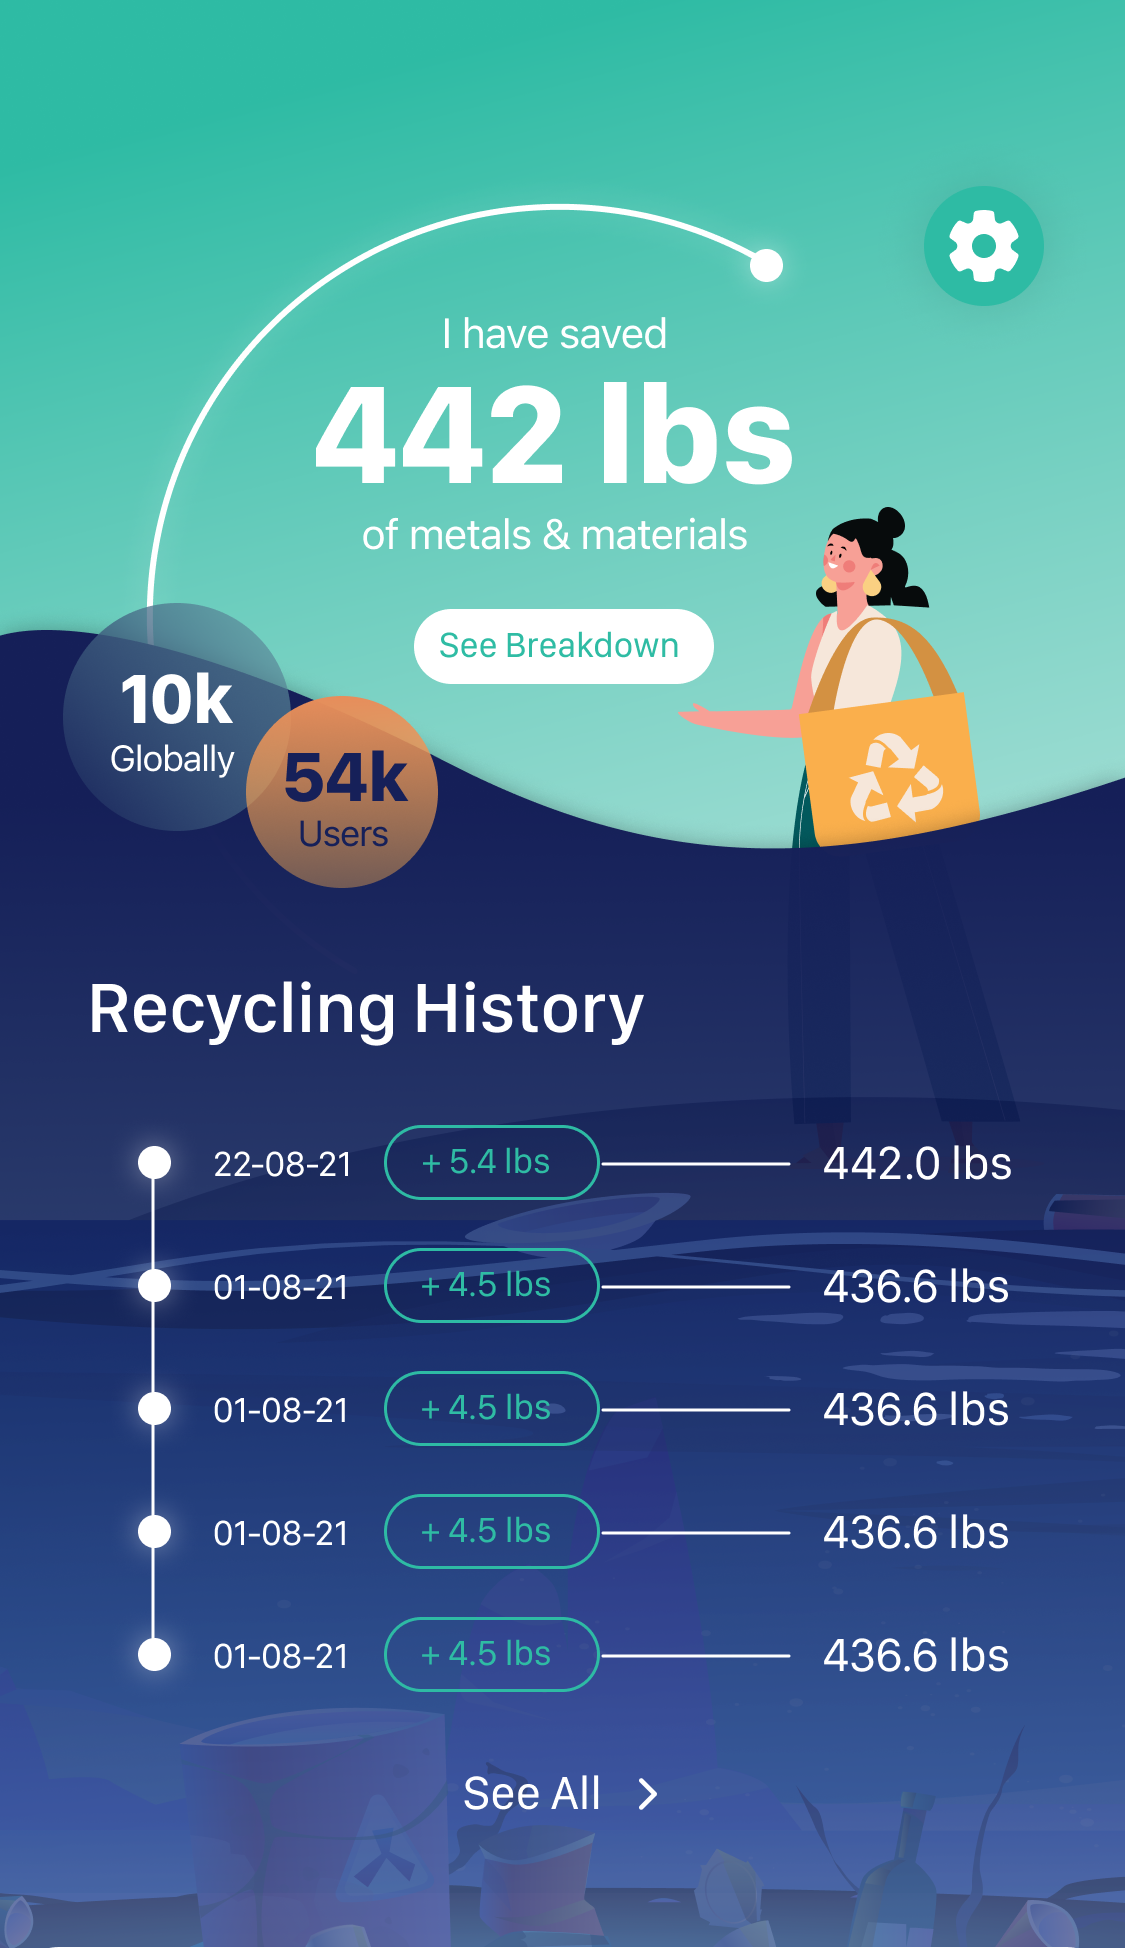 I have saved
442 lbs
of metals & materials
See Breakdown
10k
Globally
54k
Users
Recycling History
22-08-21 + 5.4 lbs 442.0 lbs
01-08-21 + 4.5 lbs 436.6 lbs
01-08-21 + 4.5 lbs 436.6 lbs
01-08-21 + 4.5 lbs 436.6 lbs
01-08-21 + 4.5 lbs 436.6 lbs
See All